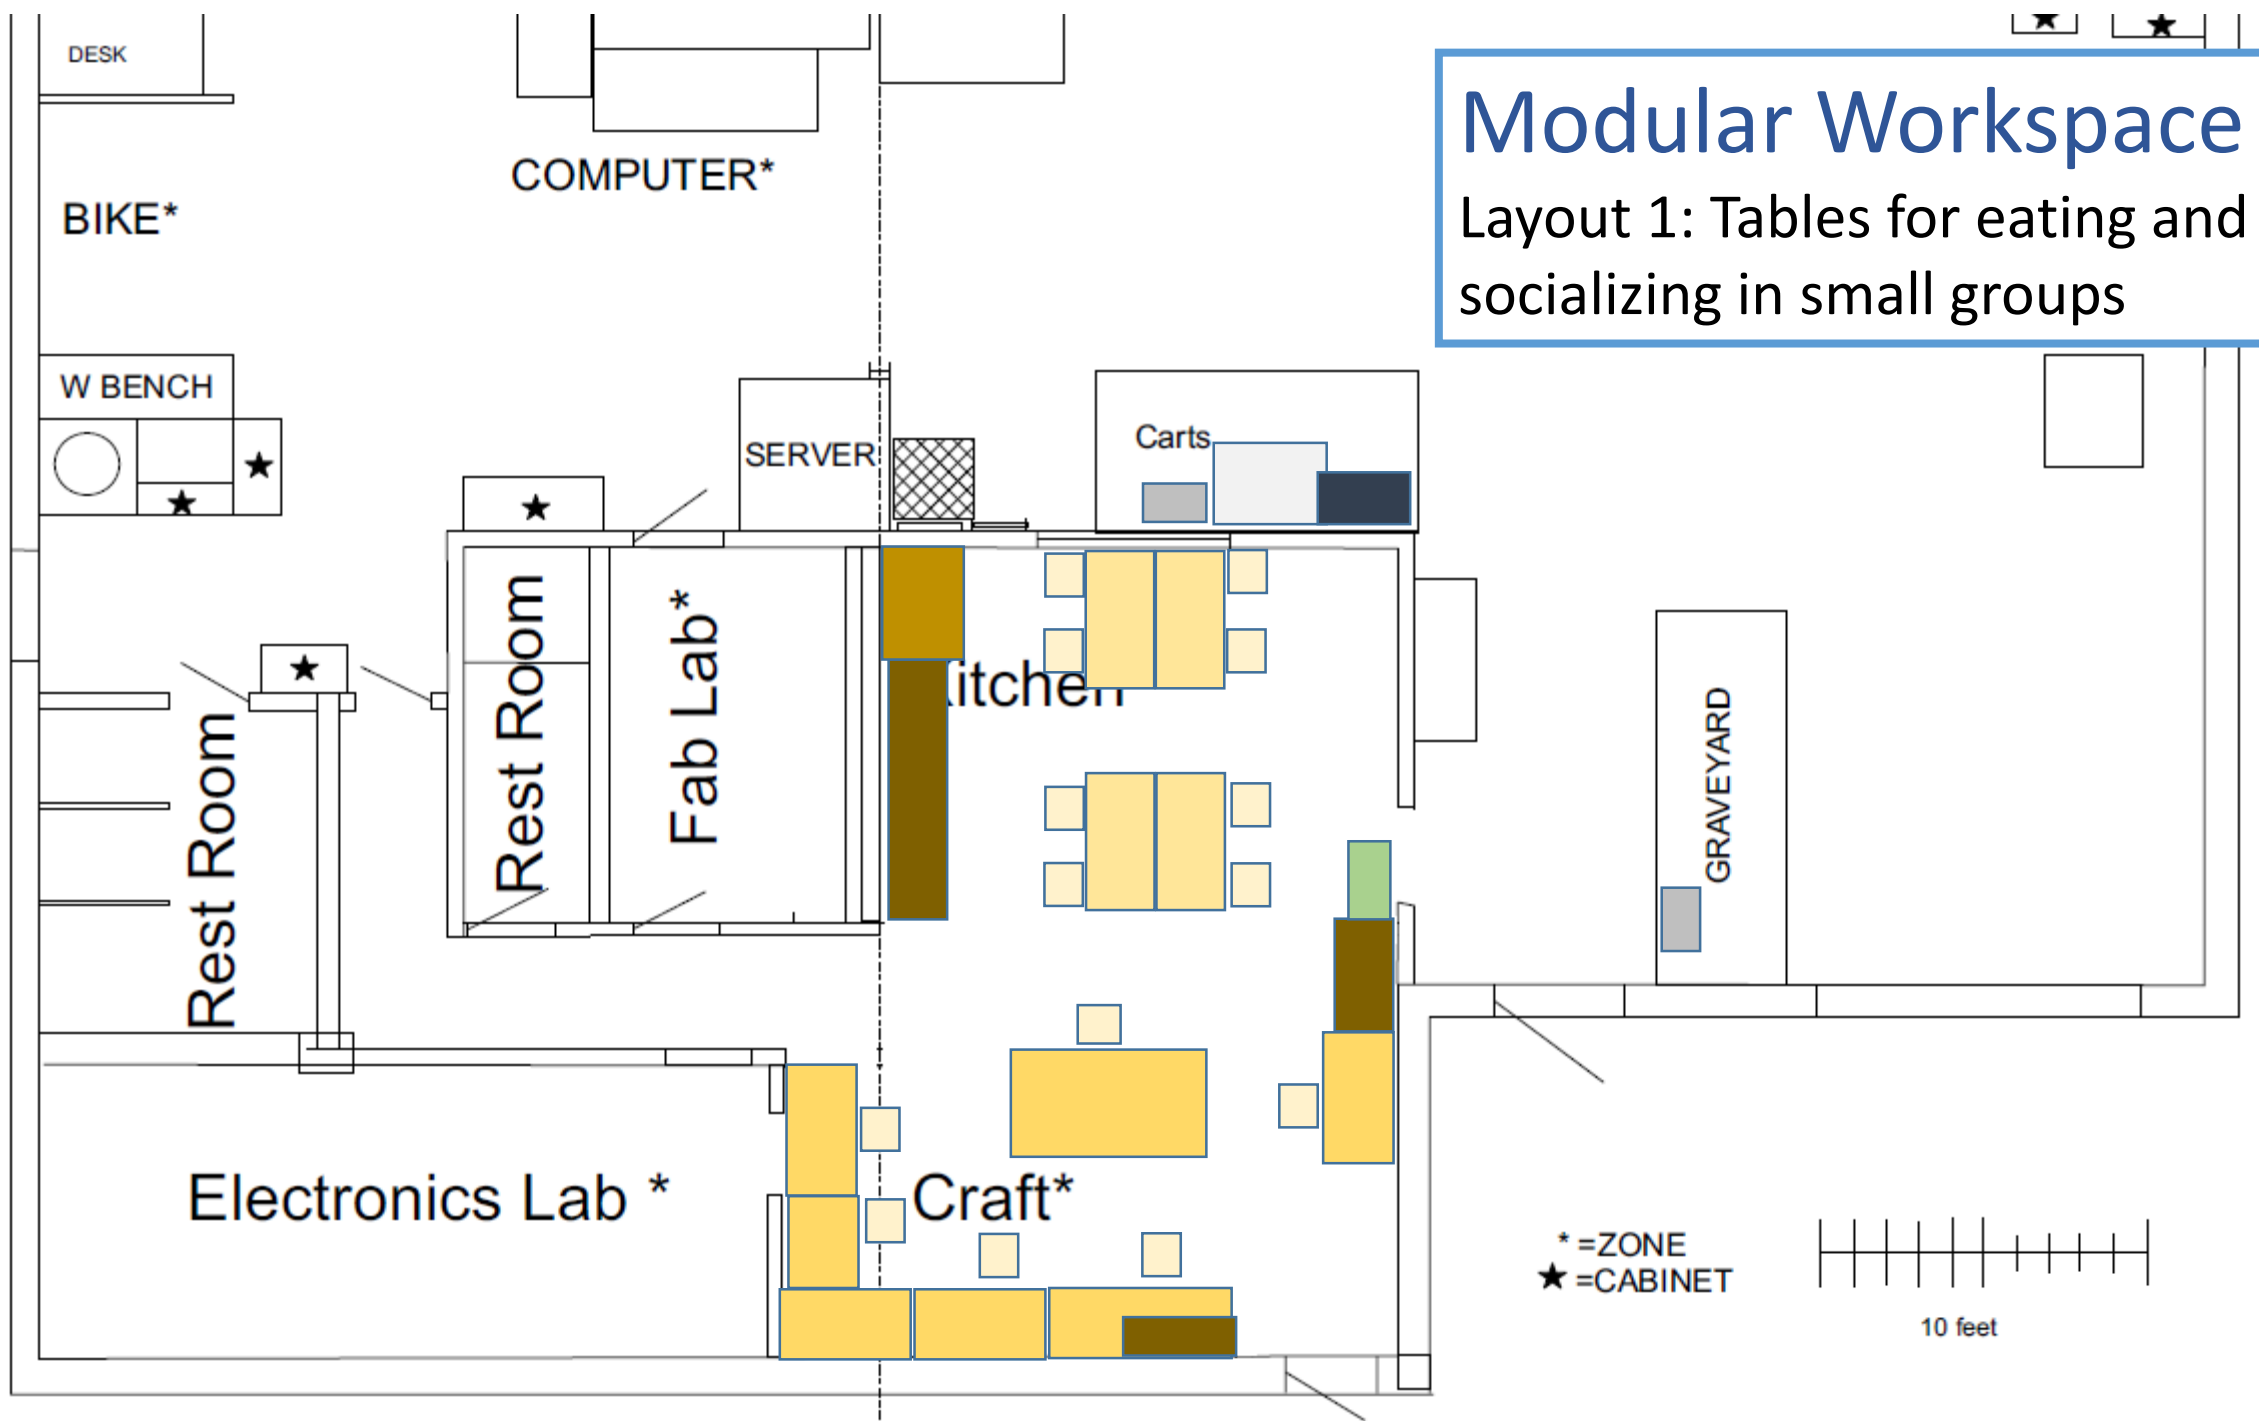 DESK
Modular Workspace
Layout 1: Tables for eating and
socializing in small groups
COMPUTER*
BIKE*
W BENCH
SERVER
Carts
Rest Room
Fab Lab*
Kitchen
Rest Room
GRAVEYARD
Electronics Lab *
Craft*
* =ZONE
★ =CABINET
10 feet